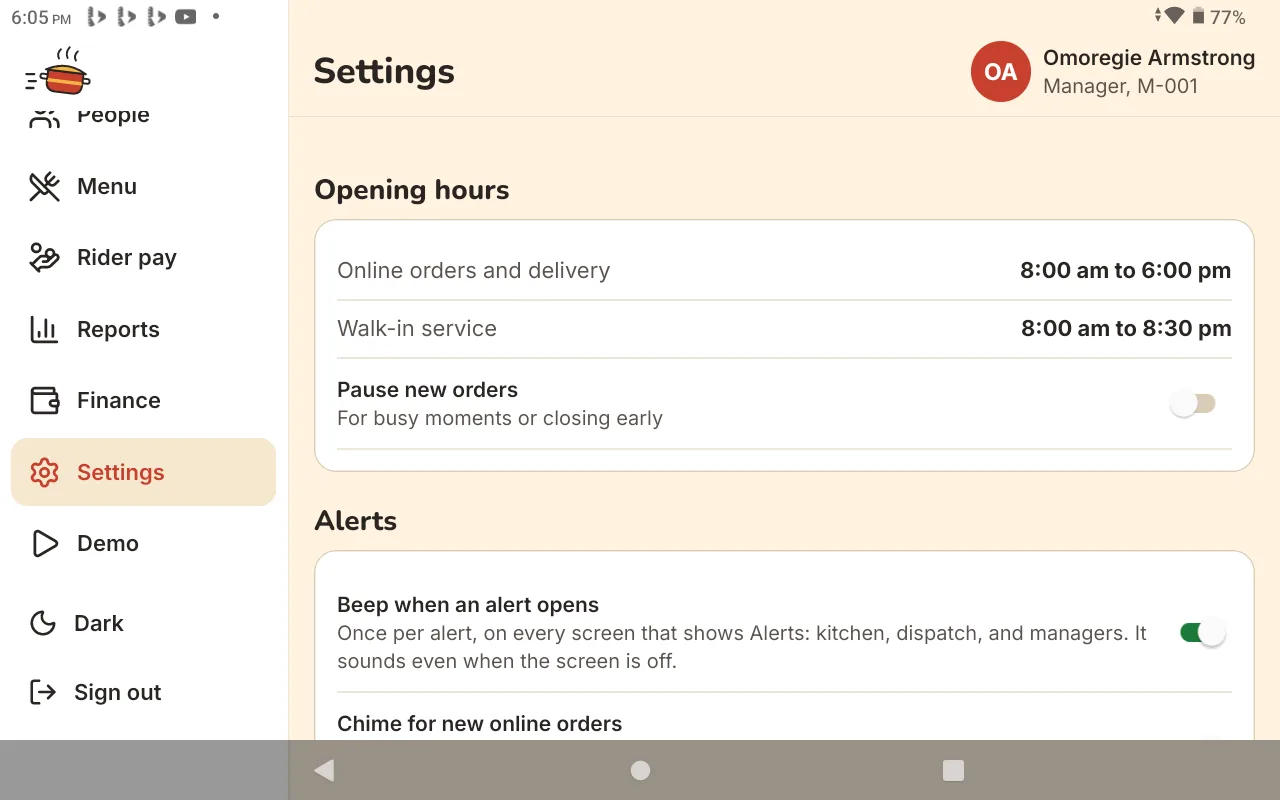 6:05 PM
77%
Settings
OA
Omoregie Armstrong
Manager, M-001
People
Menu
Rider pay
Reports
Finance
Settings
Demo
Dark
Sign out
Opening hours
Online orders and delivery
8:00 am to 6:00 pm
Walk-in service
8:00 am to 8:30 pm
Pause new orders
For busy moments or closing early
Alerts
Beep when an alert opens
Once per alert, on every screen that shows Alerts: kitchen, dispatch, and managers. It
sounds even when the screen is off.
Chime for new online orders